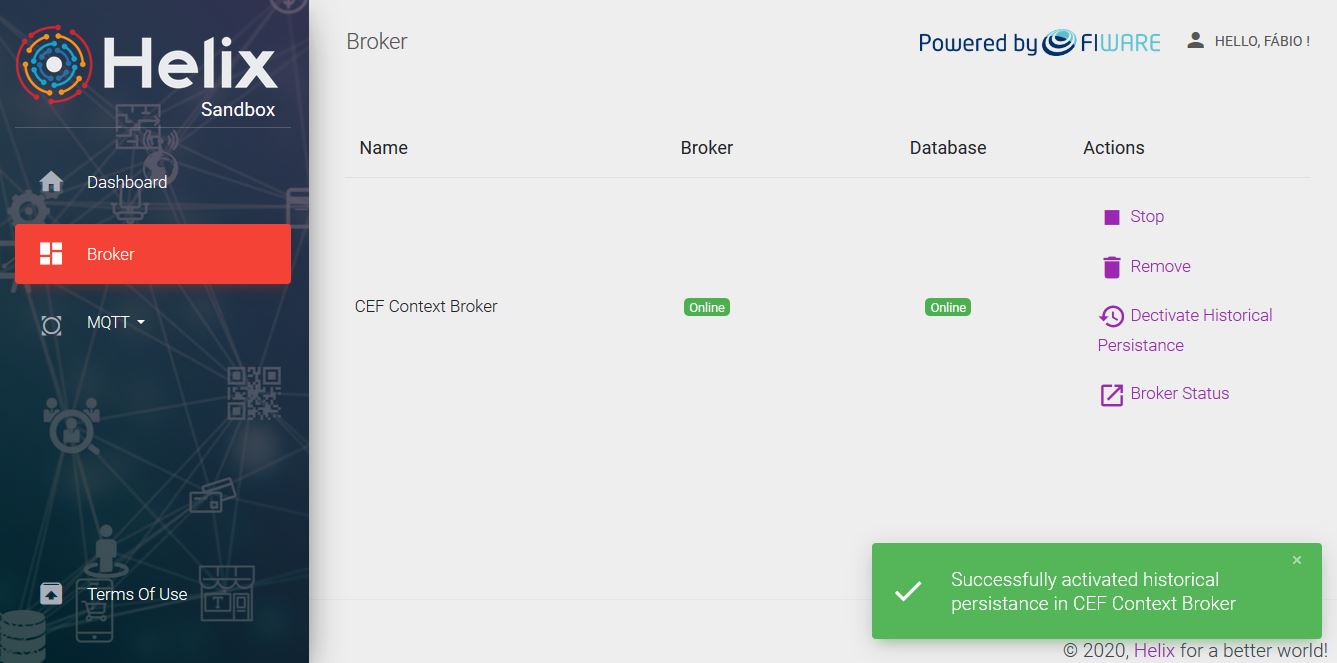 Helix
Sandbox
Dashboard
Broker
MQTT
Terms Of Use
Broker
Powered by FIWARE
HELLO, FÁBIO !
Name Broker Database Actions
CEF Context Broker Online Online
Stop
Remove
Dectivate Historical
Persistance
Broker Status
×
Successfully activated historical
persistance in CEF Context Broker
© 2020, Helix for a better world!